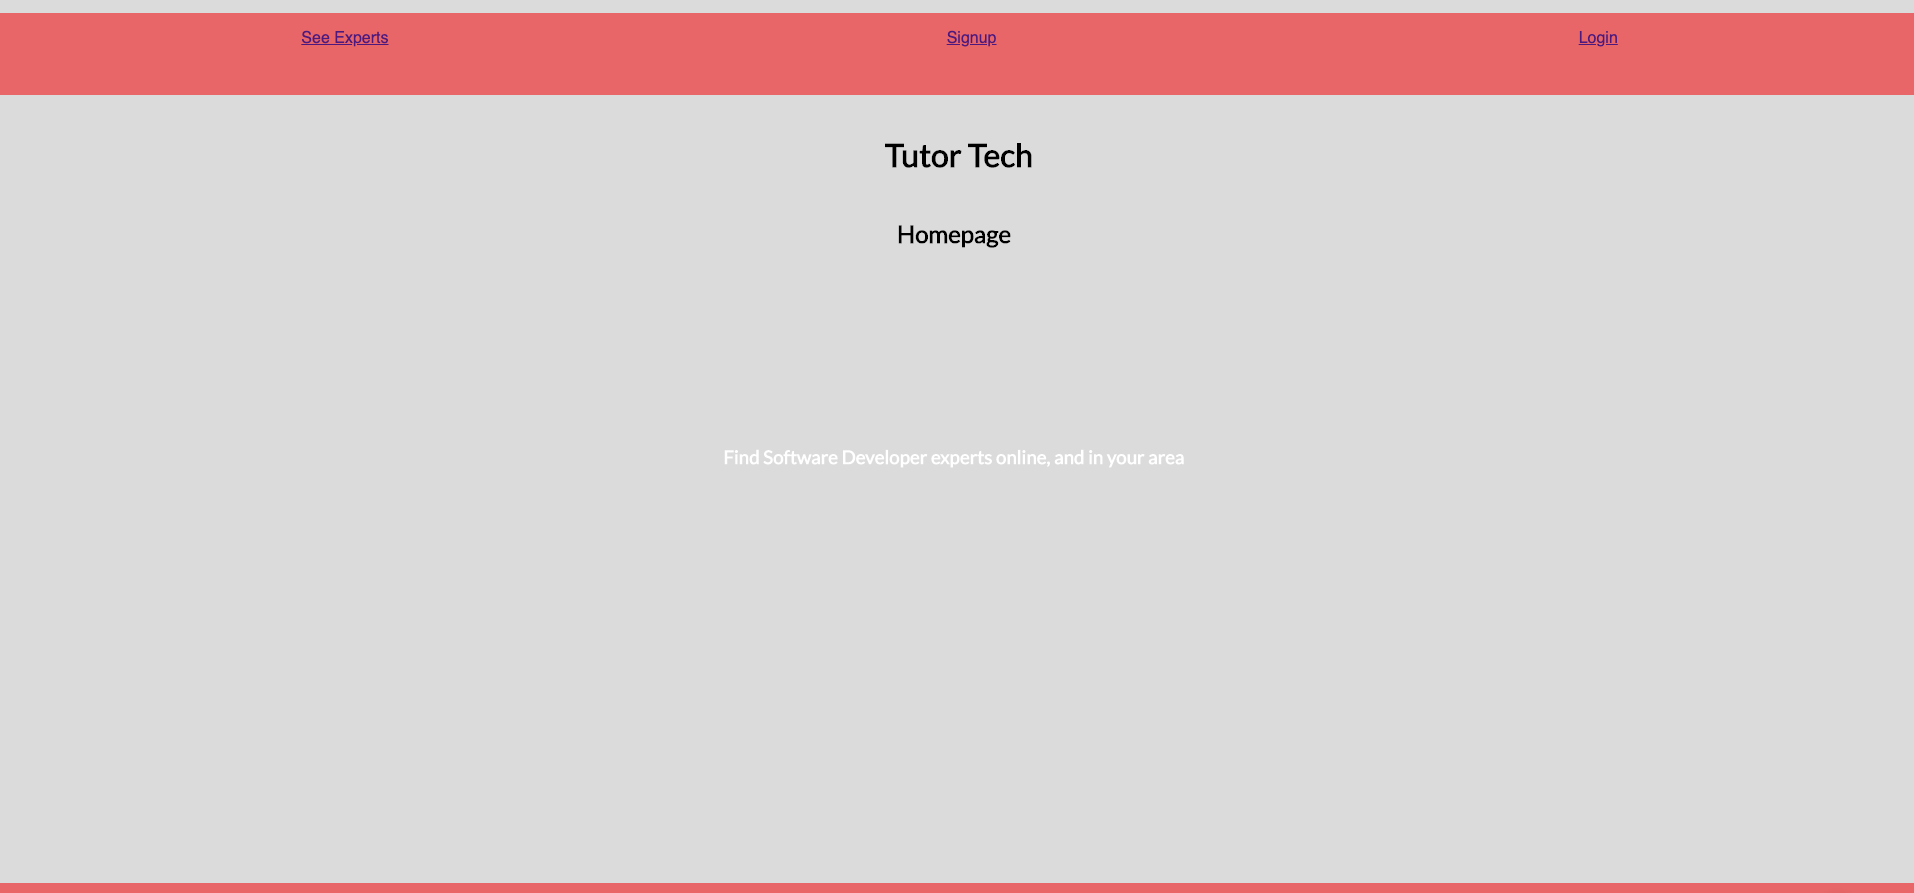 See Experts
Signup
Login
Tutor Tech
Homepage
Find Software Developer experts online, and in your area